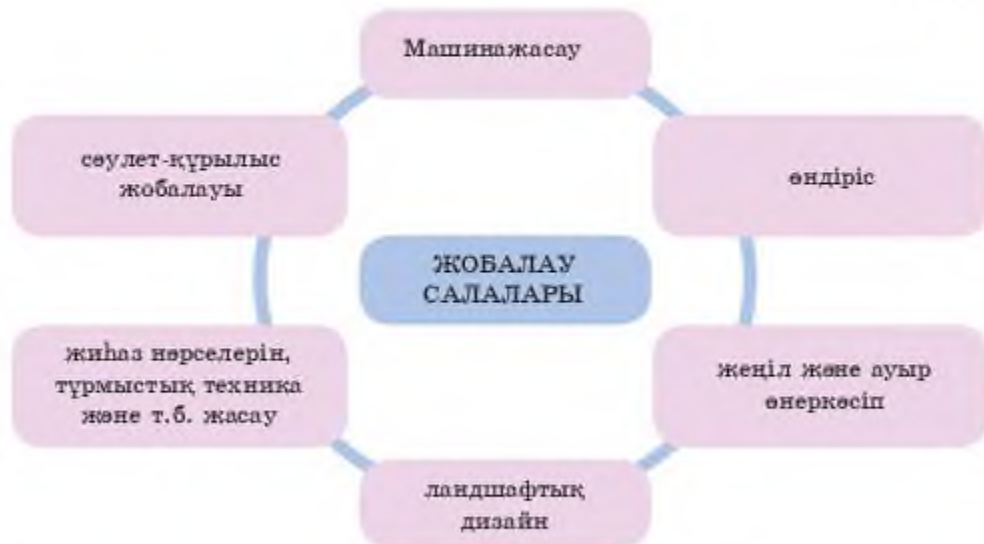 Машинажасау
сәулет-құрылыс
жобалауы
өндіріс
ЖОБАЛАУ
САЛАЛАРЫ
жиһаз нәрселерін,
тұрмыстық техника
және т.б. жасау
жеңіл және ауыр
өнеркәсіп
ландшафтық
дизайн